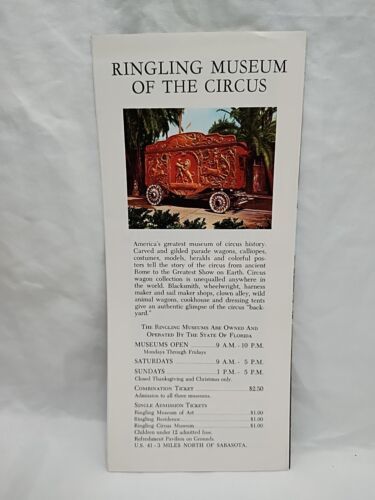 RINGLING MUSEUM
OF THE CIRCUS
America's greatest museum of circus history.
Carved and gilded parade wagons, calliopes,
costumes, models, heralds and colorful pos-
ters tell the story of the circus from ancient
Rome to the Greatest Show on Earth. Circus
wagon collection is unequalled anywhere in
the world. Blacksmith, wheelwright, harness
maker and sail maker shops, clown alley, wild
animal wagons, cookhouse and dressing tents
give an authentic glimpse of the circus "back-
yard."
THE RINGLING MUSEUMS ARE OWNED AND
OPERATED BY THE STATE OF FLORIDA
MUSEUMS OPEN 9 A.M. - 10 P.M.
Mondays Through Fridays
SATURDAYS 9 A.M. - 5 P.M.
SUNDAYS 1 P.M. - 5 P.M.
Closed Thanksgiving and Christmas only.
COMBINATION TICKET $2.50
Admission to all three museums.
SINGLE ADMISSION TICKETS
Ringling Museum of Art $1.00
Ringling Residence $1.00
Ringling Circus Museum $1.00
Children under 12 admitted free.
Refreshment Pavilion on Grounds.
U.S. 41 - 3 MILES NORTH OF SARASOTA.